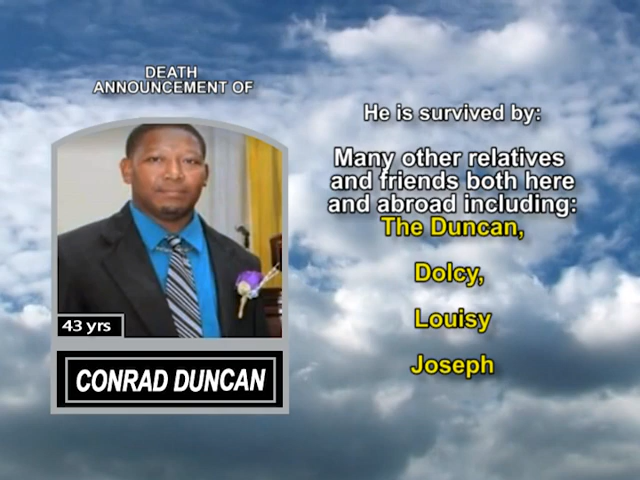 DEATH
ANNOUNCEMENT OF
43 yrs
CONRAD DUNCAN
He is survived by:
Many other relatives
and friends both here
and abroad including:
The Duncan,
Dolcy,
Louisy
Joseph